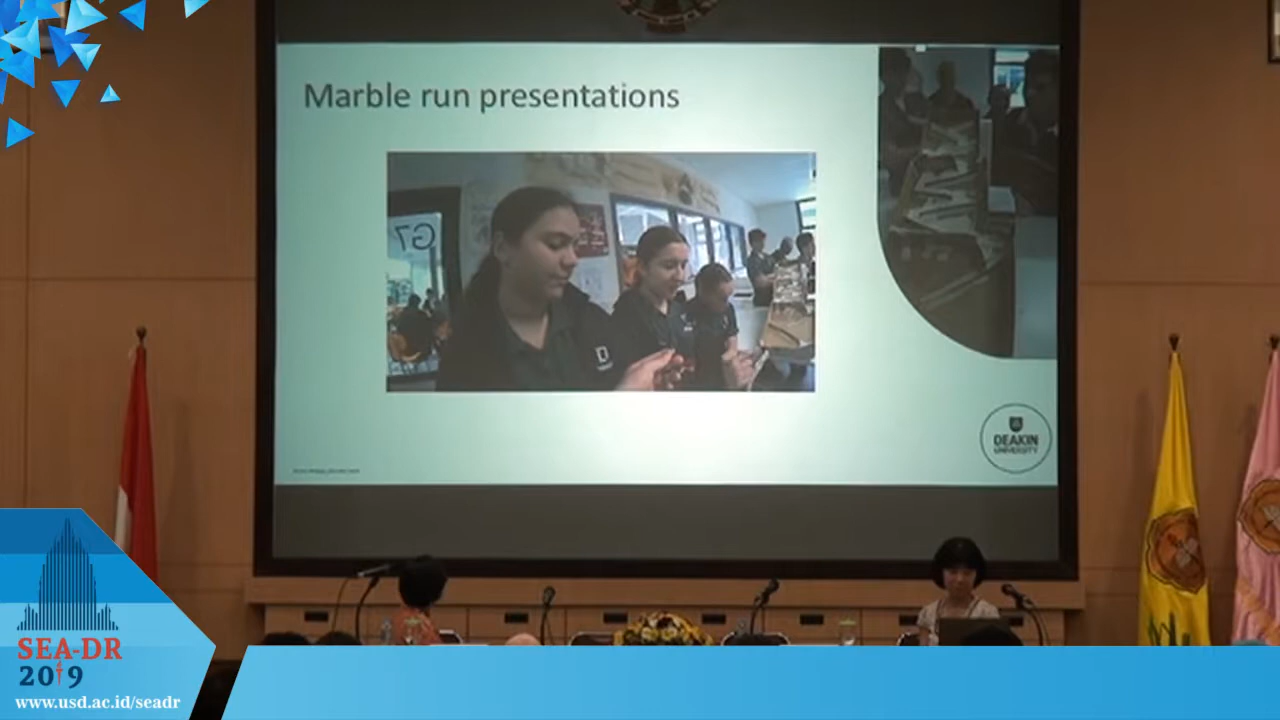 Marble run presentations
G7
DEAKIN
UNIVERSITY
SEA-DR
2019
www.usd.ac.id/seadr